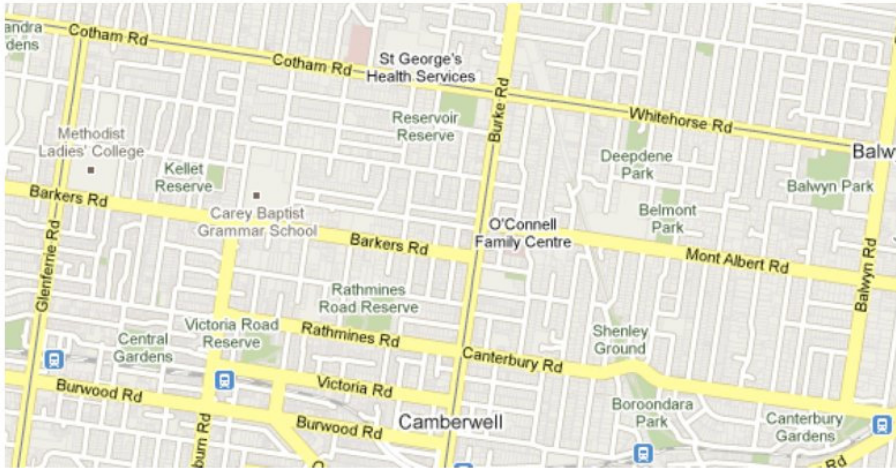 andra
dens
Cotham Rd
Cotham Rd
St George's
Health Services
Reservoir
Reserve
Burke Rd
Whitehorse Rd
Methodist
Ladies' College
Kellet
Reserve
Deepdene
Park
Balw
Balwyn Park
Barkers Rd
Carey Baptist
Grammar School
Barkers Rd
O'Connell
Family Centre
Belmont
Park
Mont Albert Rd
Glenferrie Rd
Balwyn Rd
Rathmines
Road Reserve
Central
Gardens
Victoria Road
Reserve
Rathmines Rd
Shenley
Ground
Canterbury Rd
Burwood Rd
Victoria Rd
Burwood Rd
Camberwell
Boroondara
Park
Canterbury
Gardens
burn Rd
Rd